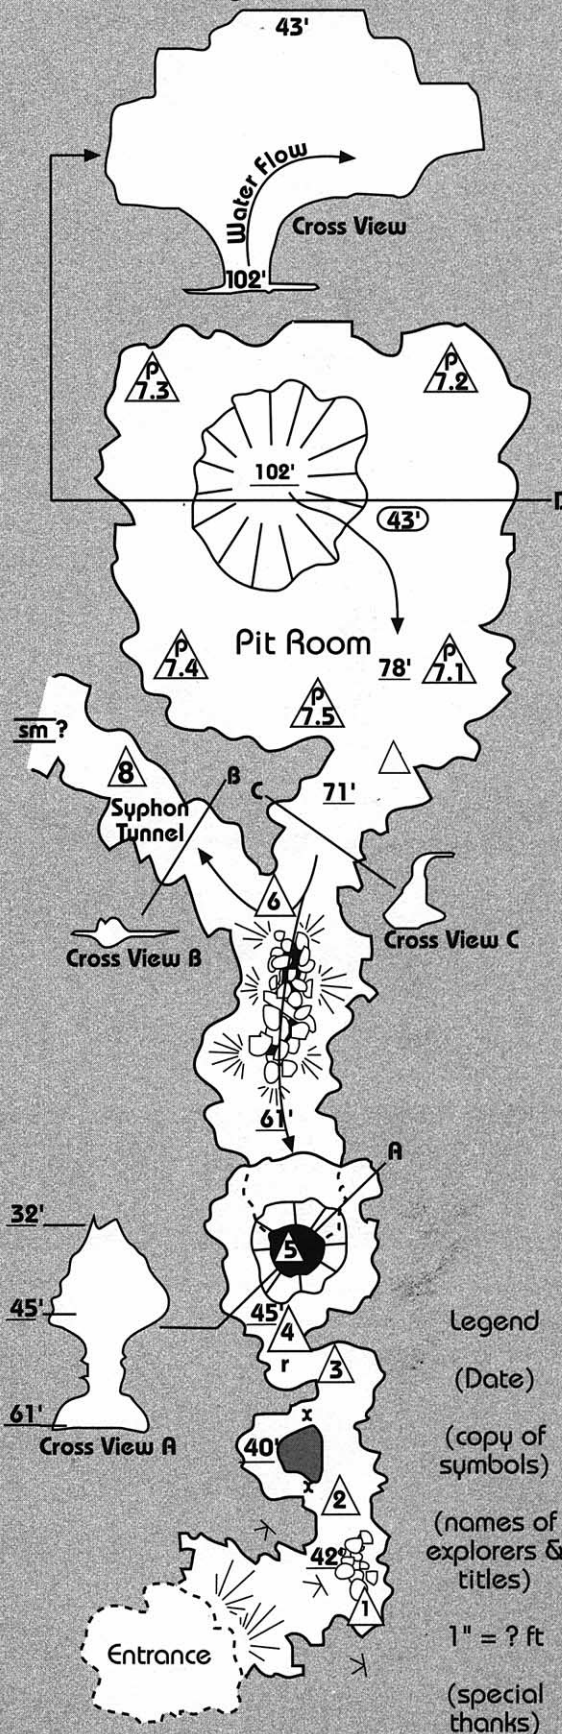 43'
Water Flow
Cross View
102'
p
7.3
p
7.2
102'
43'
Pit Room
p
7.4
78'
p
7.1
p
7.5
sm ?
8
B
C
71'
Syphon
Tunnel
6
Cross View B
Cross View C
61'
A
32'
5
45'
45'
4
r
3
61'
Cross View A
x
40'
x
2
42'
1
Entrance
Legend
(Date)
(copy of
symbols)
(names of
explorers &
titles)
1" = ? ft
(special
thanks)